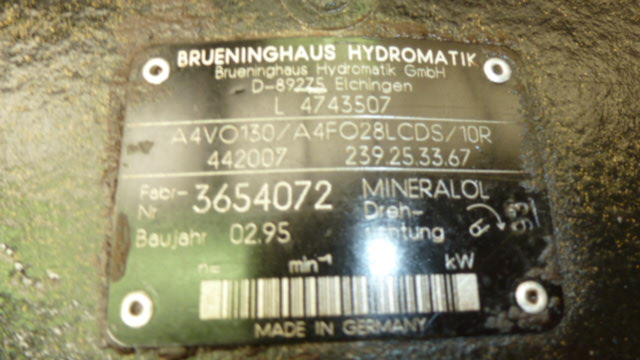 BRUENINGHAUS HYDROMATIK
Brueninghaus Hydromatik GmbH
D-89275 Elchingen
L 4743507
A4VO130/A4FO28LCDS/10R
442007 239.25.33.67
Fabr- Nr 3654072 MINERALÖL
Baujahr 02.95 Dreh- richtung
n= min⁻¹ kW
MADE IN GERMANY